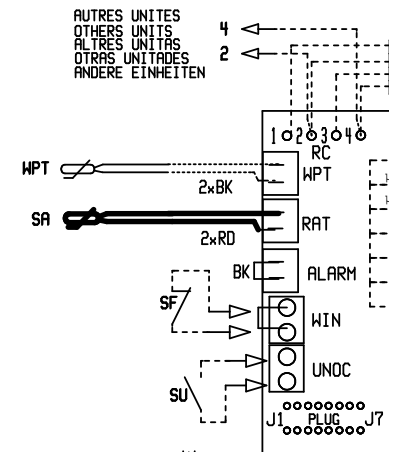 AUTRES UNITES
OTHERS UNITS
ALTRES UNITAS
OTRAS UNITADES
ANDERE EINHEITEN
4
2
1 2 3 4
RC
WPT
WPT
2xBK
SA
RAT
2xRD
BK
ALARM
SF
WIN
UNOC
SU
J1 PLUG J7